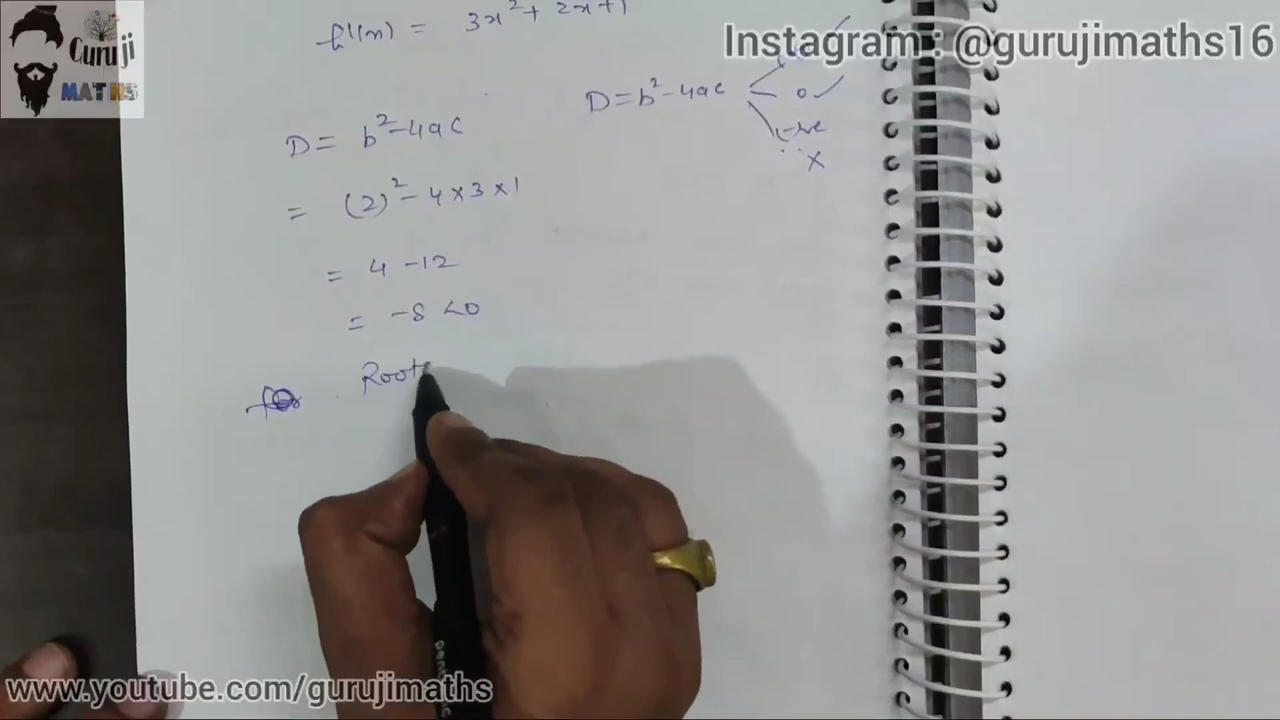 Guruji
MATHS
Instagram : @gurujimaths16
h'(x) = 3x²+ 2x+1
D = b²-4ac
0 ✓
(-ve
X
D = b²-4ac
= (2)² - 4 × 3 × 1
= 4 -12
= -8 <0
Roots
www.youtube.com/gurujimaths